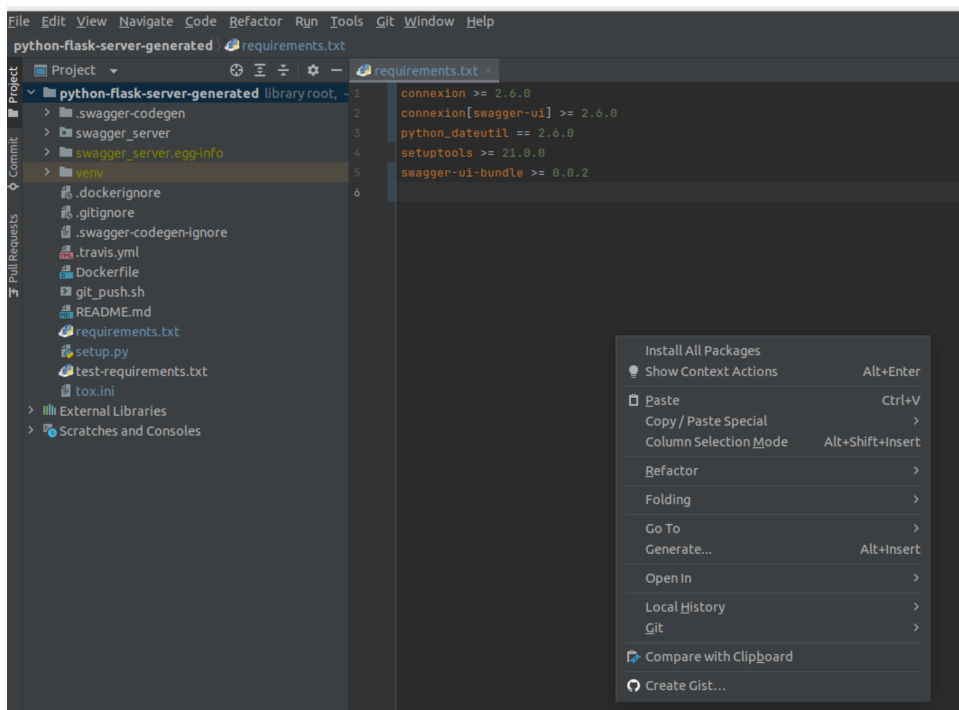 File Edit View Navigate Code Refactor Run Tools Git Window Help
python-flask-server-generated requirements.txt
Project
requirements.txt
Project
Commit
Pull Requests
python-flask-server-generated library root,
.swagger-codegen
swagger_server
swagger_server.egg-info
venv
.dockerignore
.gitignore
.swagger-codegen-ignore
.travis.yml
Dockerfile
git_push.sh
README.md
requirements.txt
setup.py
test-requirements.txt
tox.ini
External Libraries
Scratches and Consoles
1 connexion >= 2.6.0
2 connexion[swagger-ui] >= 2.6.0
3 python_dateutil == 2.6.0
4 setuptools >= 21.0.0
5 swagger-ui-bundle >= 0.0.2
6
Install All Packages
Show Context Actions Alt+Enter
Paste Ctrl+V
Copy / Paste Special
Column Selection Mode Alt+Shift+Insert
Refactor
Folding
Go To
Generate... Alt+Insert
Open In
Local History
Git
Compare with Clipboard
Create Gist...